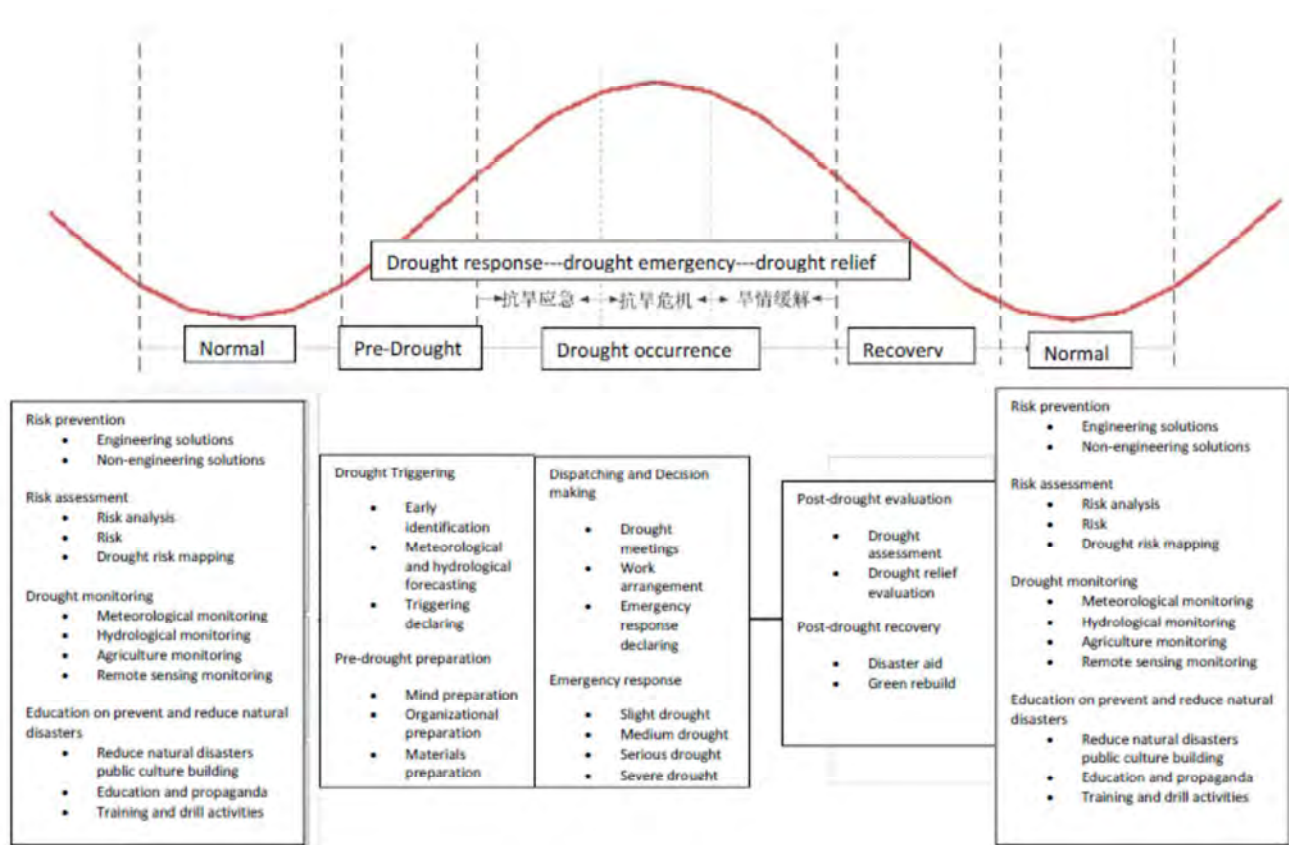 Drought response---drought emergency---drought relief
抗旱应急 抗旱危机 旱情缓解
Normal
Pre-Drought
Drought occurrence
Recovery
Normal
Risk prevention
• Engineering solutions
• Non-engineering solutions
Risk assessment
• Risk analysis
• Risk
• Drought risk mapping
Drought monitoring
• Meteorological monitoring
• Hydrological monitoring
• Agriculture monitoring
• Remote sensing monitoring
Education on prevent and reduce natural
disasters
• Reduce natural disasters
public culture building
• Education and propaganda
• Training and drill activities
Drought Triggering
• Early
identification
• Meteorological
and hydrological
forecasting
• Triggering
declaring
Pre-drought preparation
• Mind preparation
• Organizational
preparation
• Materials
preparation
Dispatching and Decision
making
• Drought
meetings
• Work
arrangement
• Emergency
response
declaring
Emergency response
• Slight drought
• Medium drought
• Serious drought
• Severe drought
Post-drought evaluation
• Drought
assessment
• Drought relief
evaluation
Post-drought recovery
• Disaster aid
• Green rebuild
Risk prevention
• Engineering solutions
• Non-engineering solutions
Risk assessment
• Risk analysis
• Risk
• Drought risk mapping
Drought monitoring
• Meteorological monitoring
• Hydrological monitoring
• Agriculture monitoring
• Remote sensing monitoring
Education on prevent and reduce natural
disasters
• Reduce natural disasters
public culture building
• Education and propaganda
• Training and drill activities